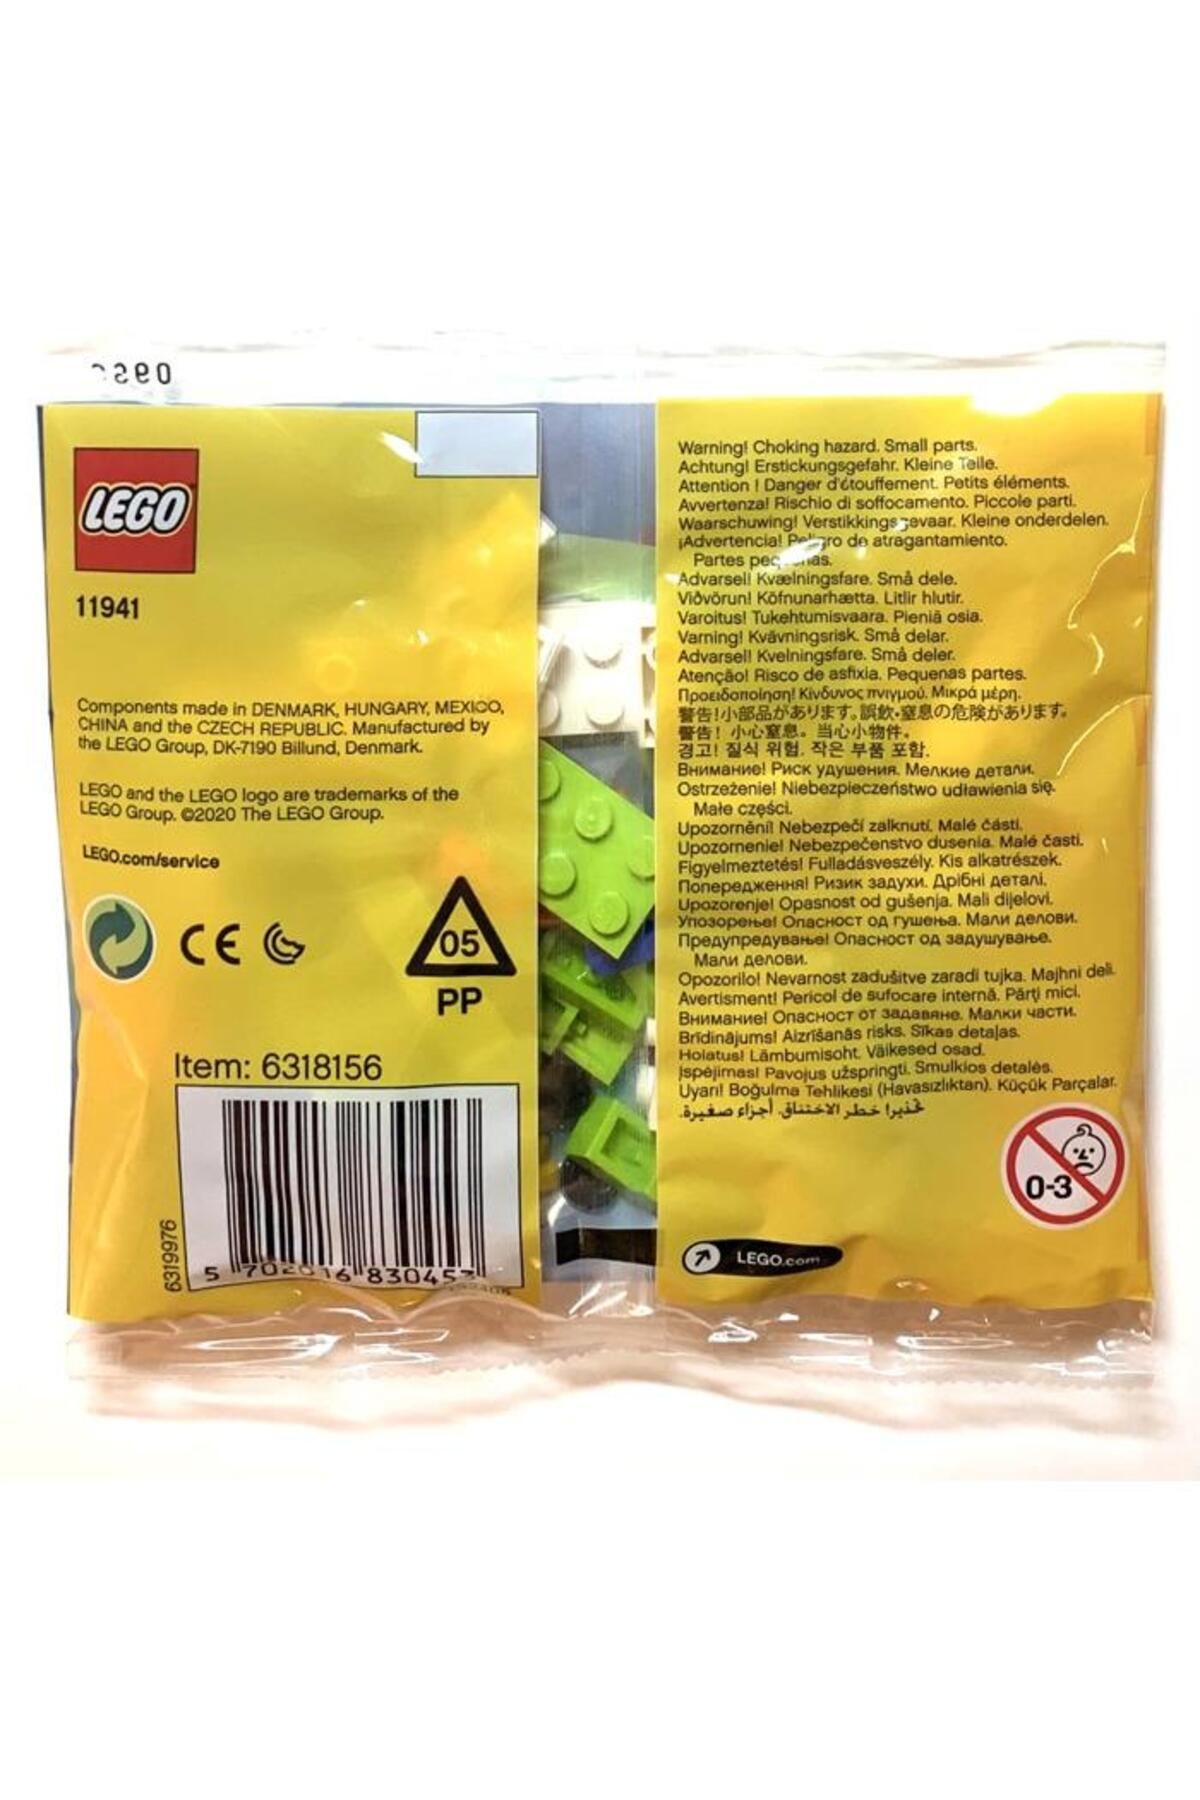 LEGO
11941
Components made in DENMARK, HUNGARY, MEXICO,
CHINA and the CZECH REPUBLIC. Manufactured by
the LEGO Group, DK-7190 Billund, Denmark.
LEGO and the LEGO logo are trademarks of the
LEGO Group. ©2020 The LEGO Group.
LEGO.com/service
CE
05
PP
Item: 6318156
6319976
5 702016 830453
Warning! Choking hazard. Small parts.
Achtung! Erstickungsgefahr. Kleine Teile.
Attention ! Danger d'étouffement. Petits éléments.
Avvertenza! Rischio di soffocamento. Piccole parti.
Waarschuwing! Verstikkingsgevaar. Kleine onderdelen.
¡Advertencia! Peligro de atragantamiento.
Partes pequeñas.
Advarsel! Kvælningsfare. Små dele.
Viðvörun! Köfnunarhætta. Litlir hlutir.
Varoitus! Tukehtumisvaara. Pieniä osia.
Varning! Kvävningsrisk. Små delar.
Advarsel! Kvelningsfare. Små deler.
Atenção! Risco de asfixia. Pequenas partes.
Προειδοποίηση! Κίνδυνος πνιγμού. Μικρά μέρη.
警告!小部品があります。誤飲・窒息の危険があります。
警告! 小心窒息。当心小物件。
경고! 질식 위험. 작은 부품 포함.
Внимание! Риск удушения. Мелкие детали.
Ostrzeżenie! Niebezpieczeństwo udławienia się.
Małe części.
Upozornění! Nebezpečí zalknutí. Malé části.
Upozornenie! Nebezpečenstvo dusenia. Malé časti.
Figyelmeztetés! Fulladásveszély. Kis alkatrészek.
Попередження! Ризик задухи. Дрібні деталі.
Upozorenje! Opasnost od gušenja. Mali dijelovi.
Упозорење! Опасност од гушења. Мали делови.
Предупредување! Опасност од задушување.
Мали делови.
Opozorilo! Nevarnost zadušitve zaradi tujka. Majhni deli.
Avertisment! Pericol de sufocare internă. Părți mici.
Внимание! Опасност от задавяне. Малки части.
Brīdinājums! Aizrīšanās risks. Sīkas detaļas.
Hoiatus! Lämbumisoht. Väikesed osad.
Įspėjimas! Pavojus užspringti. Smulkios detalės.
Uyarı! Boğulma Tehlikesi (Havasızlıktan). Küçük Parçalar.
تحذير! خطر الاختناق. أجزاء صغيرة.
0-3
LEGO.com